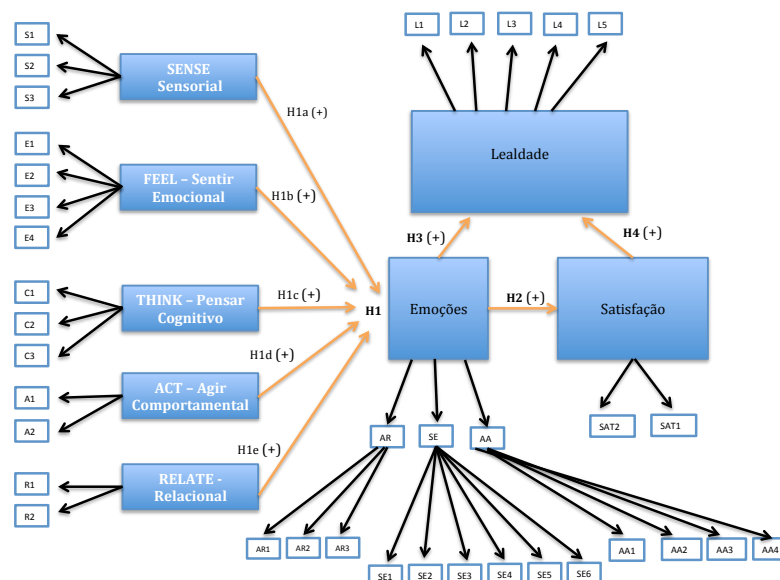 L1
L2
L3
L4
L5
S1
S2
S3
SENSE
Sensorial
H1a (+)
Lealdade
E1
E2
E3
E4
FEEL – Sentir
Emocional
H1b (+)
H3 (+)
H4 (+)
C1
C2
C3
THINK – Pensar
Cognitivo
H1c (+)
H1
Emoções
H2 (+)
Satisfação
H1d (+)
A1
A2
ACT – Agir
Comportamental
SAT2
SAT1
AR
SE
AA
H1e (+)
R1
R2
RELATE -
Relacional
AR1
AR2
AR3
AA1
AA2
AA3
AA4
SE1
SE2
SE3
SE4
SE5
SE6